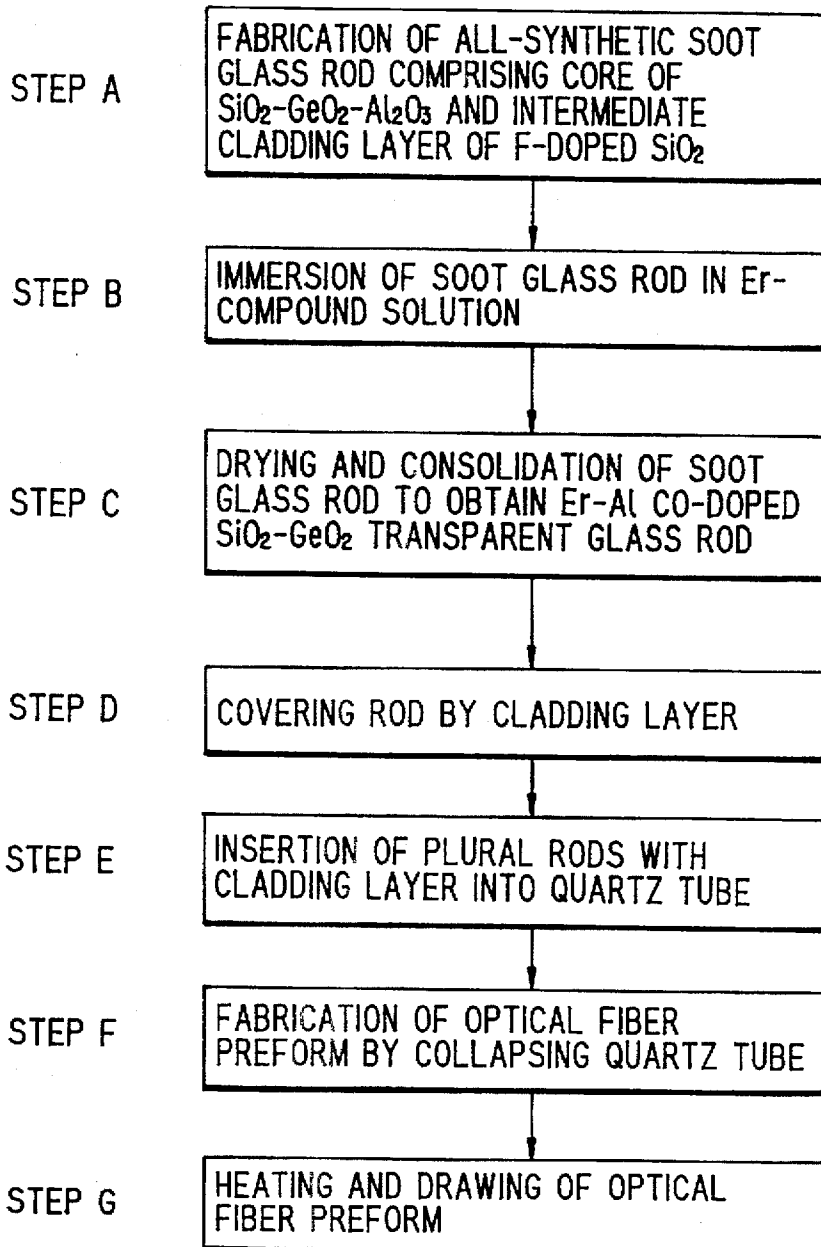 STEP A
FABRICATION OF ALL-SYNTHETIC SOOT
GLASS ROD COMPRISING CORE OF
SiO₂-GeO₂-Al₂O₃ AND INTERMEDIATE
CLADDING LAYER OF F-DOPED SiO₂
STEP B
IMMERSION OF SOOT GLASS ROD IN Er-
COMPOUND SOLUTION
STEP C
DRYING AND CONSOLIDATION OF SOOT
GLASS ROD TO OBTAIN Er-Al CO-DOPED
SiO₂-GeO₂ TRANSPARENT GLASS ROD
STEP D
COVERING ROD BY CLADDING LAYER
STEP E
INSERTION OF PLURAL RODS WITH
CLADDING LAYER INTO QUARTZ TUBE
STEP F
FABRICATION OF OPTICAL FIBER
PREFORM BY COLLAPSING QUARTZ TUBE
STEP G
HEATING AND DRAWING OF OPTICAL
FIBER PREFORM